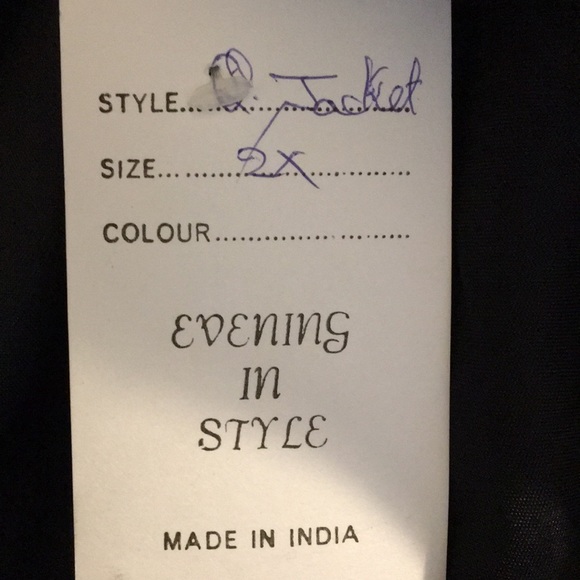 STYLE... Q. Jacket
SIZE... 2X
COLOUR...
EVENING
IN
STYLE
MADE IN INDIA